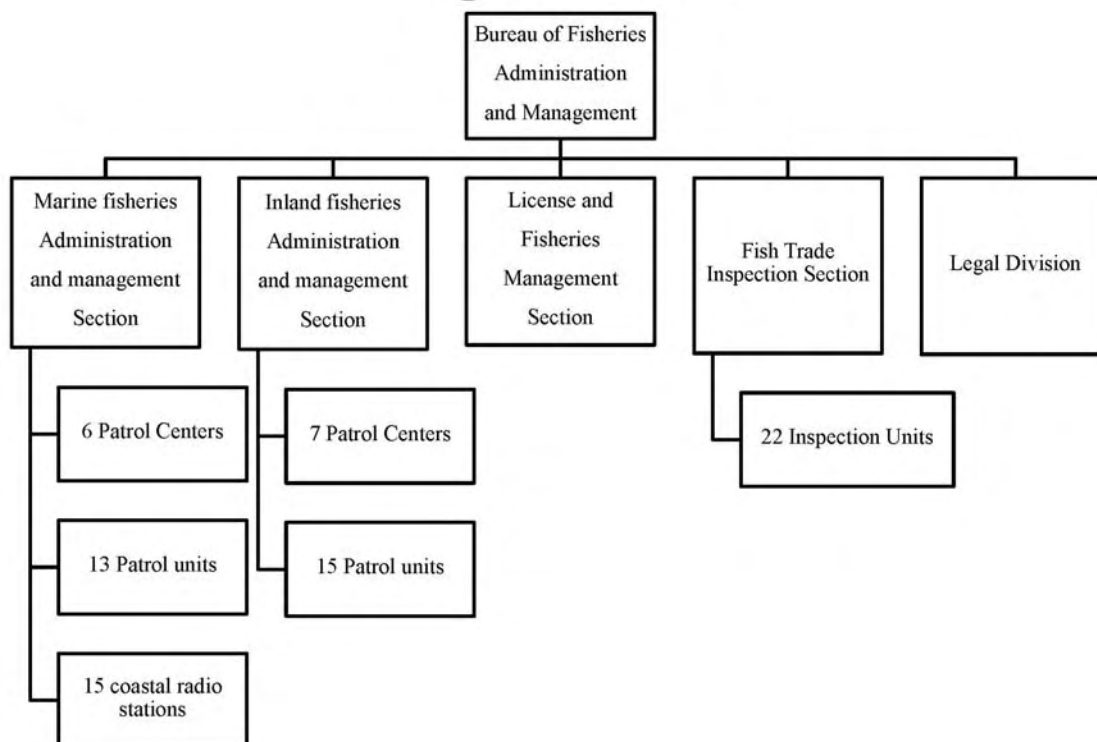 Bureau of Fisheries
Administration
and Management
Marine fisheries
Administration
and management
Section
Inland fisheries
Administration
and management
Section
License and
Fisheries
Management
Section
Fish Trade
Inspection Section
Legal Division
6 Patrol Centers
7 Patrol Centers
22 Inspection Units
13 Patrol units
15 Patrol units
15 coastal radio
stations